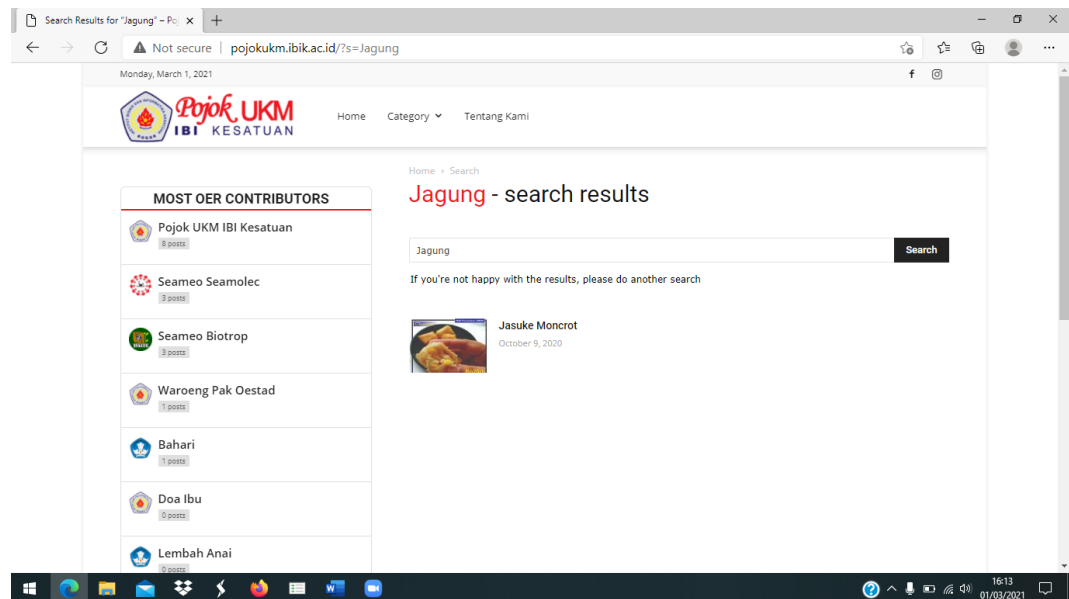 Search Results for "Jagung" – Po
Not secure | pojokukm.ibik.ac.id/?s=Jagung
Monday, March 1, 2021
Pojok UKM
IBI KESATUAN
Home
Category
Tentang Kami
Home › Search
Jagung - search results
Jagung
Search
If you're not happy with the results, please do another search
Jasuke Moncrot
October 9, 2020
MOST OER CONTRIBUTORS
Pojok UKM IBI Kesatuan
8 posts
Seameo Seamolec
3 posts
Seameo Biotrop
3 posts
Waroeng Pak Oestad
1 posts
Bahari
1 posts
Doa Ibu
0 posts
Lembah Anai
0 posts
16:13
01/03/2021